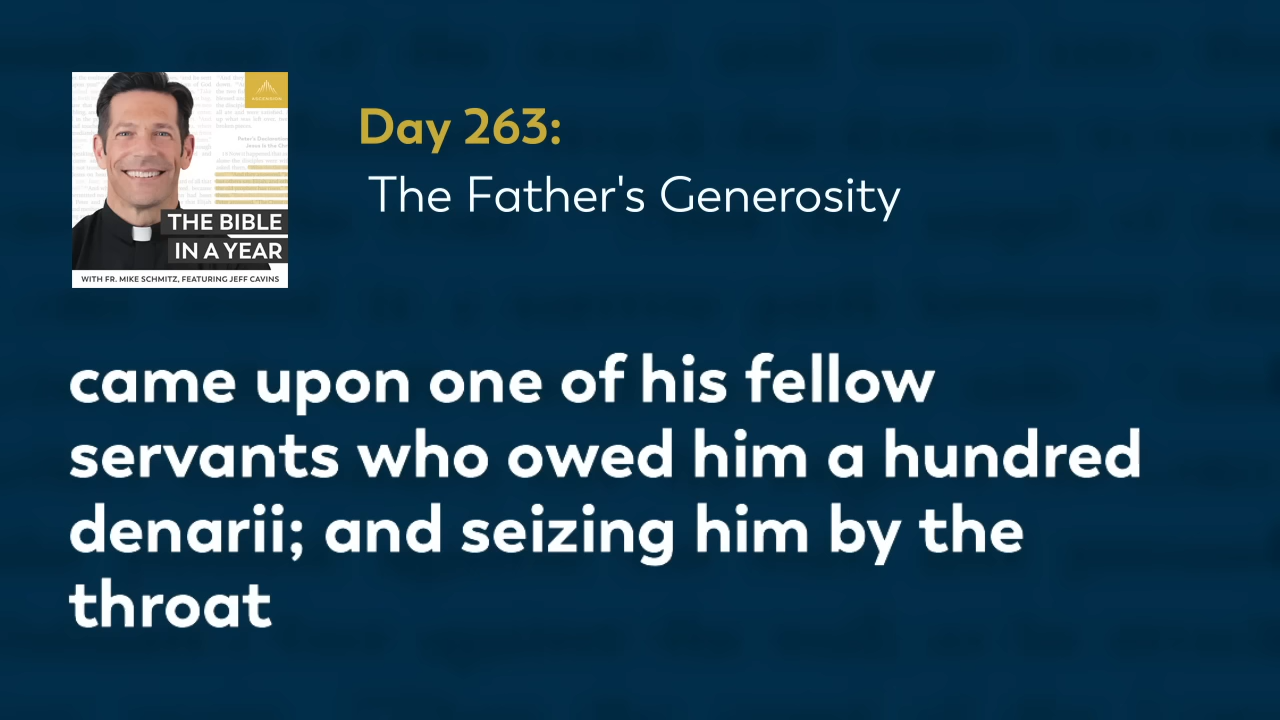 Day 263:
The Father's Generosity
ASCENSION
THE BIBLE
IN A YEAR
WITH FR. MIKE SCHMITZ, FEATURING JEFF CAVINS
came upon one of his fellow
servants who owed him a hundred
denarii; and seizing him by the
throat